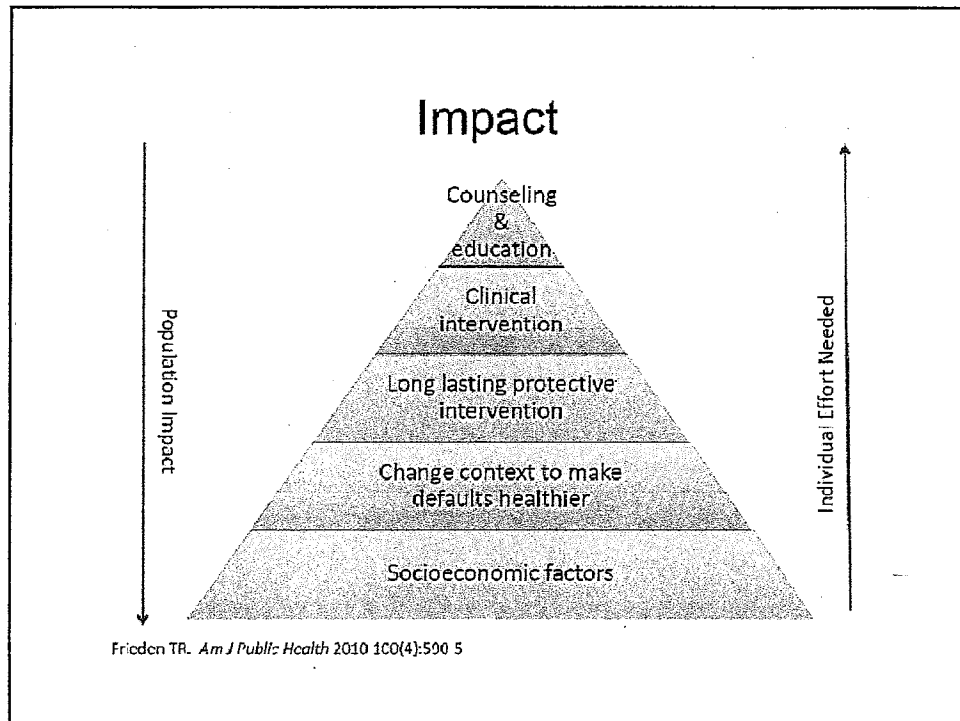 Impact
Counseling
&
education
Clinical
intervention
Long lasting protective
intervention
Change context to make
defaults healthier
Socioeconomic factors
Population Impact
Individual Effort Needed
Frieden TR. Am J Public Health 2010 100(4):590-5